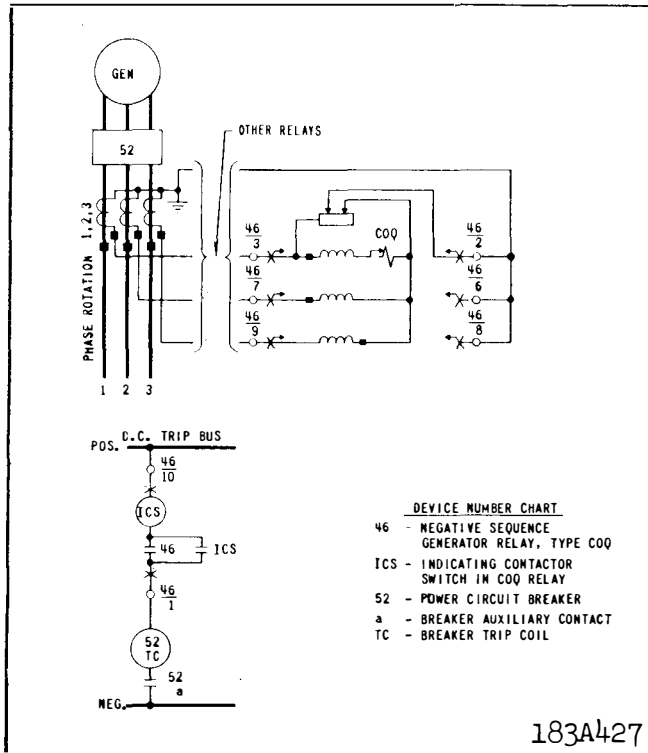 GEN
52
OTHER RELAYS
PHASE ROTATION 1,2,3
46
3
COQ
46
2
46
7
46
6
46
9
46
8
1 2 3
D.C. TRIP BUS
POS.
46
10
ICS
46 ICS
46
1
52
TC
52
a
NEG.
DEVICE NUMBER CHART
46 - NEGATIVE SEQUENCE
GENERATOR RELAY, TYPE COQ
ICS - INDICATING CONTACTOR
SWITCH IN COQ RELAY
52 - POWER CIRCUIT BREAKER
a - BREAKER AUXILIARY CONTACT
TC - BREAKER TRIP COIL
183A427